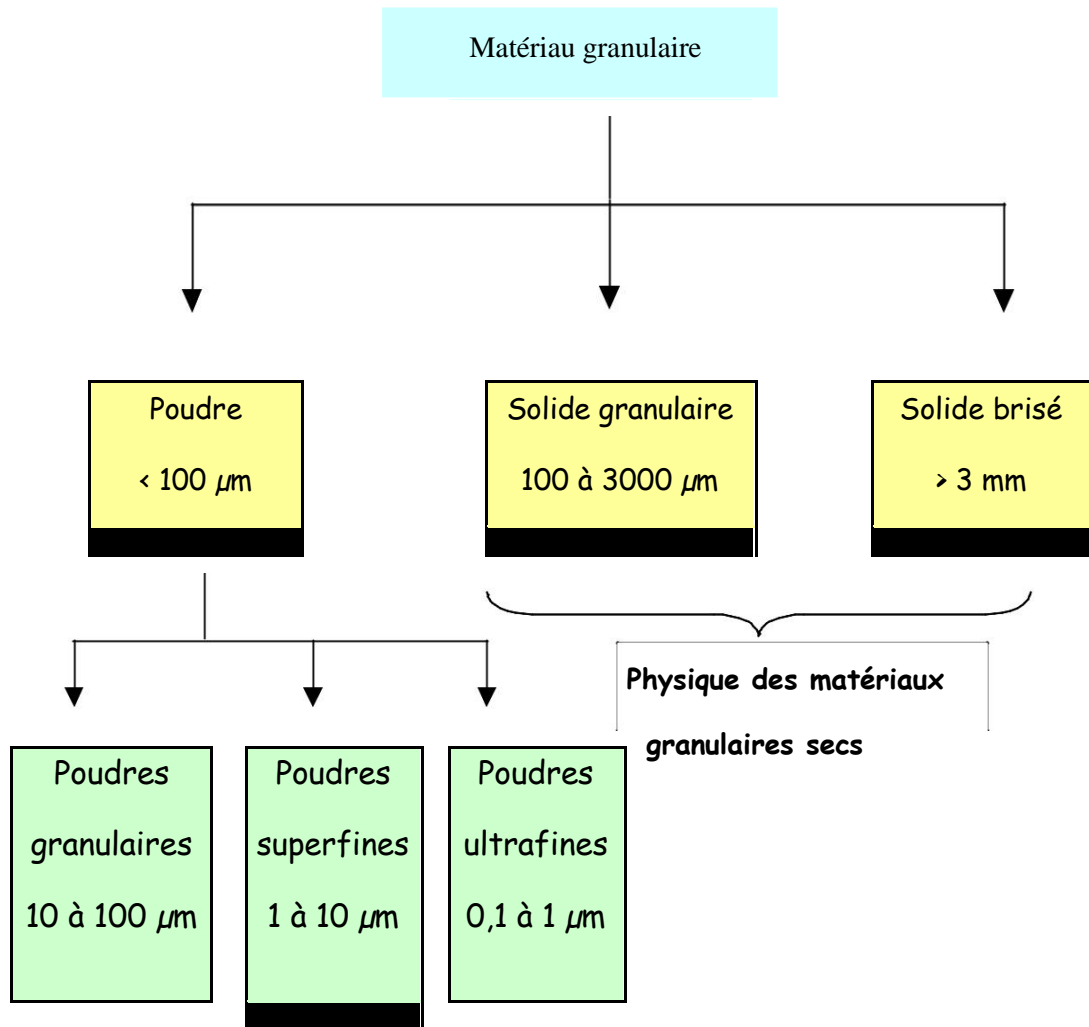 Matériau granulaire
Poudre
< 100 µm
Solide granulaire
100 à 3000 µm
Solide brisé
> 3 mm
Physique des matériaux
granulaires secs
Poudres
granulaires
10 à 100 µm
Poudres
superfines
1 à 10 µm
Poudres
ultrafines
0,1 à 1 µm